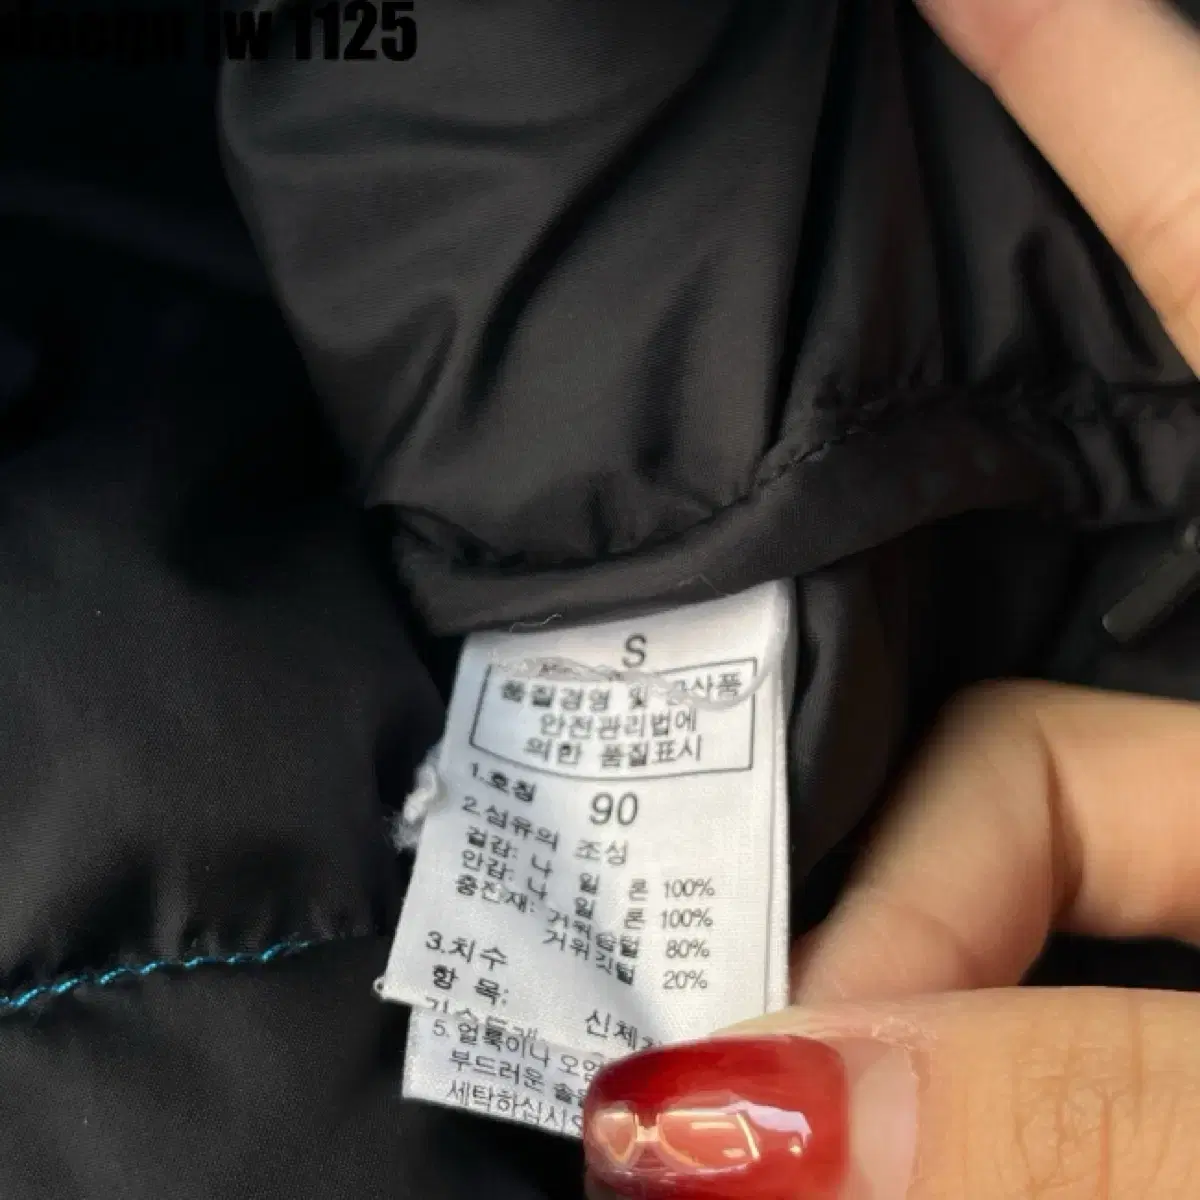 jw 1125
S
품질경영 및 공산품
안전관리법에
의한 품질표시
1.호칭 90
2.섬유의 조성
겉감: 나 일 론 100%
안감: 나 일 론 100%
충전재: 거위솜털 80%
거위깃털 20%
3.치수
항 목: 신체
5. 얼룩이나
부드러운
세탁하십시오